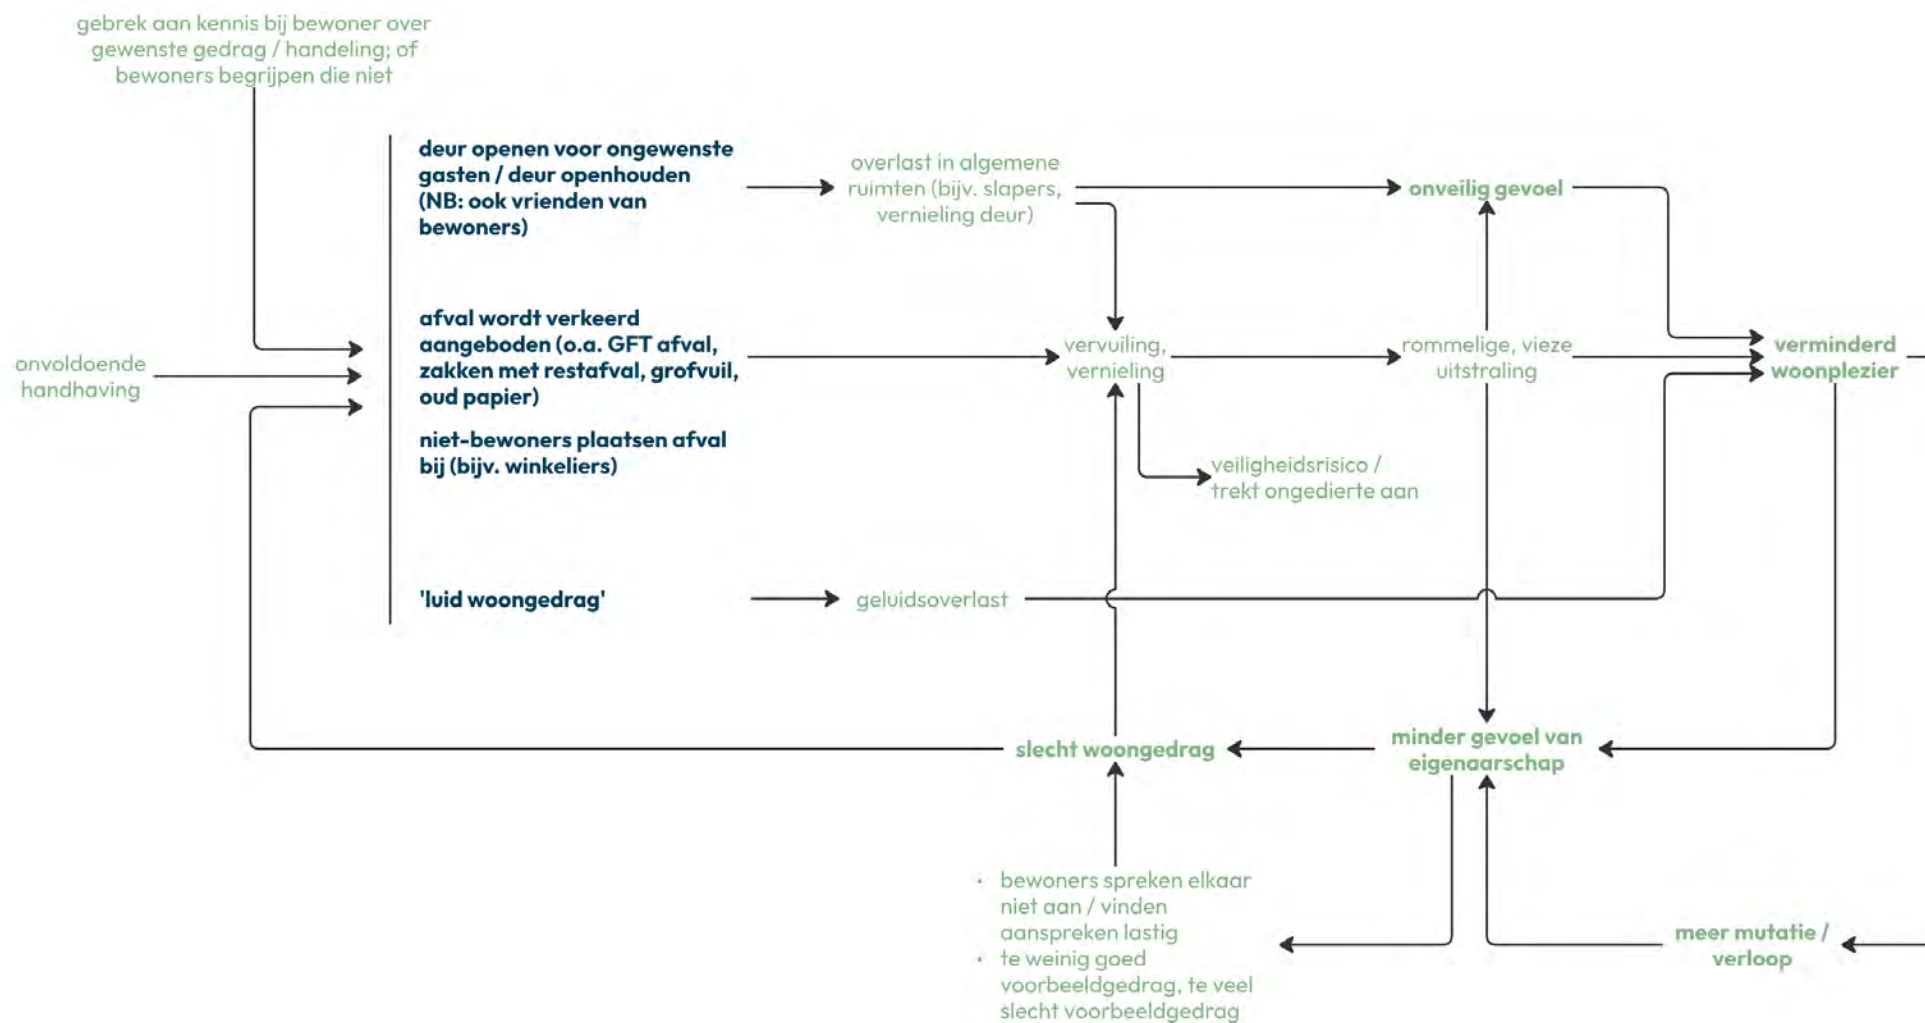 gebrek aan kennis bij bewoner over
gewenste gedrag / handeling; of
bewoners begrijpen die niet
onvoldoende
handhaving
deur openen voor ongewenste
gasten / deur openhouden
(NB: ook vrienden van
bewoners)
afval wordt verkeerd
aangeboden (o.a. GFT afval,
zakken met restafval, grofvuil,
oud papier)
niet-bewoners plaatsen afval
bij (bijv. winkeliers)
'luid woongedrag'
overlast in algemene
ruimten (bijv. slapers,
vernieling deur)
onveilig gevoel
vervuiling,
vernieling
rommelige, vieze
uitstraling
verminderd
woonplezier
veiligheidsrisico /
trekt ongedierte aan
geluidsoverlast
slecht woongedrag
minder gevoel van
eigenaarschap
· bewoners spreken elkaar
niet aan / vinden
aanspreken lastig
· te weinig goed
voorbeeldgedrag, te veel
slecht voorbeeldgedrag
meer mutatie /
verloop